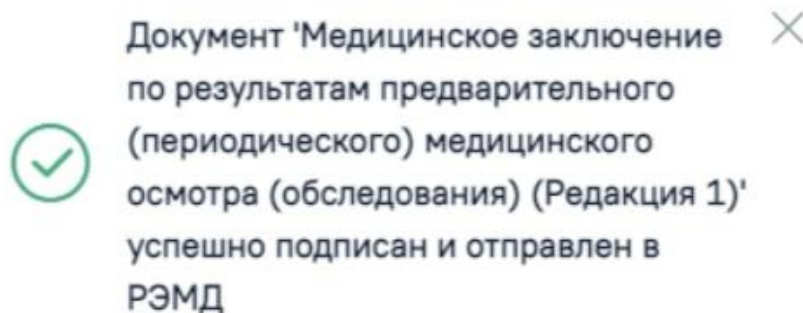 Документ 'Медицинское заключение
по результатам предварительного
(периодического) медицинского
осмотра (обследования) (Редакция 1)'
успешно подписан и отправлен в
РЭМД